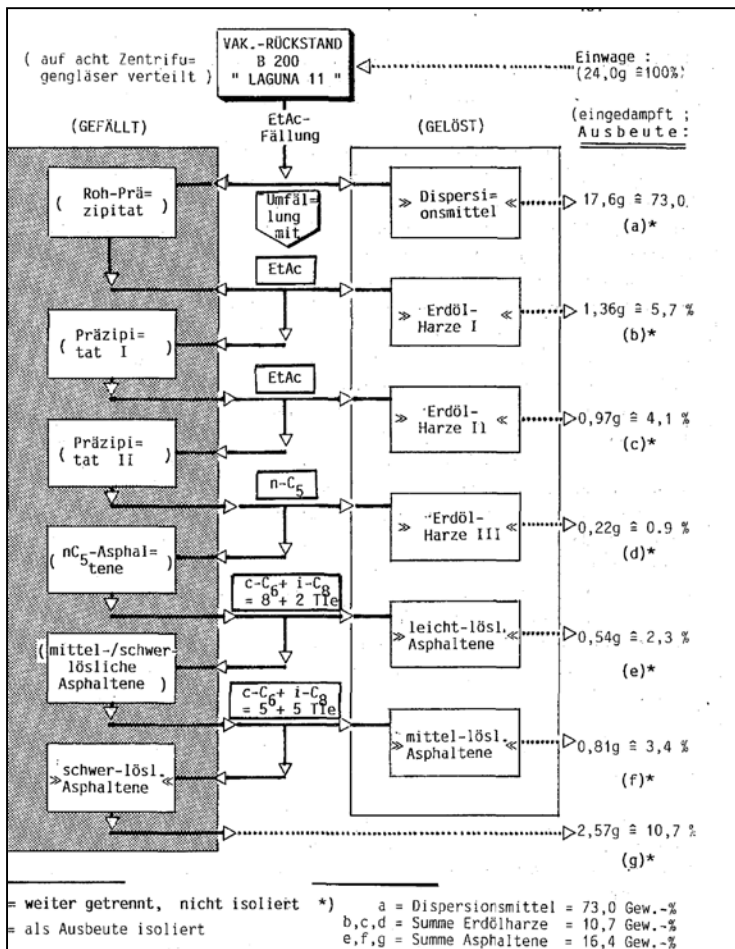 VAK.-RÜCKSTAND
B 200
" LAGUNA 11 "
( auf acht Zentrifu=
gengläser verteilt )
Einwage :
(24,0g ≙100%)
EtAc-
Fällung
(GEFÄLLT)
(GELÖST)
(eingedampft ;
Ausbeute:
( Roh-Prä= )
zipitat
Umfäl=
lung
mit
» Dispersi= «
onsmittel
17,6g ≙ 73,0
(a)*
EtAc
» Erdöl- «
Harze I
1,36g ≙ 5,7 %
(b)*
( Präzipi= )
tat I
EtAc
» Erdöl- «
Harze II
0,97g ≙ 4,1 %
(c)*
( Präzipi= )
tat II
n-C5
» Erdöl- «
Harze III
0,22g ≙ 0.9 %
(d)*
( nC5-Asphal= )
tene
c-C6+ i-C8
= 8 + 2 Tle
» leicht-lösl. «
Asphaltene
0,54g ≙ 2,3 %
(e)*
( mittel-/schwer-
lösliche
Asphaltene )
c-C6+ i-C8
= 5 + 5 Tle
» mittel-lösl. «
Asphaltene
0,81g ≙ 3,4 %
(f)*
» schwer-lösl. «
Asphaltene
2,57g ≙ 10,7 %
(g)*
= weiter getrennt, nicht isoliert
= als Ausbeute isoliert
*) a = Dispersionsmittel = 73,0 Gew.-%
b,c,d = Summe Erdölharze = 10,7 Gew.-%
e,f,g = Summe Asphaltene = 16,4 Gew.-%